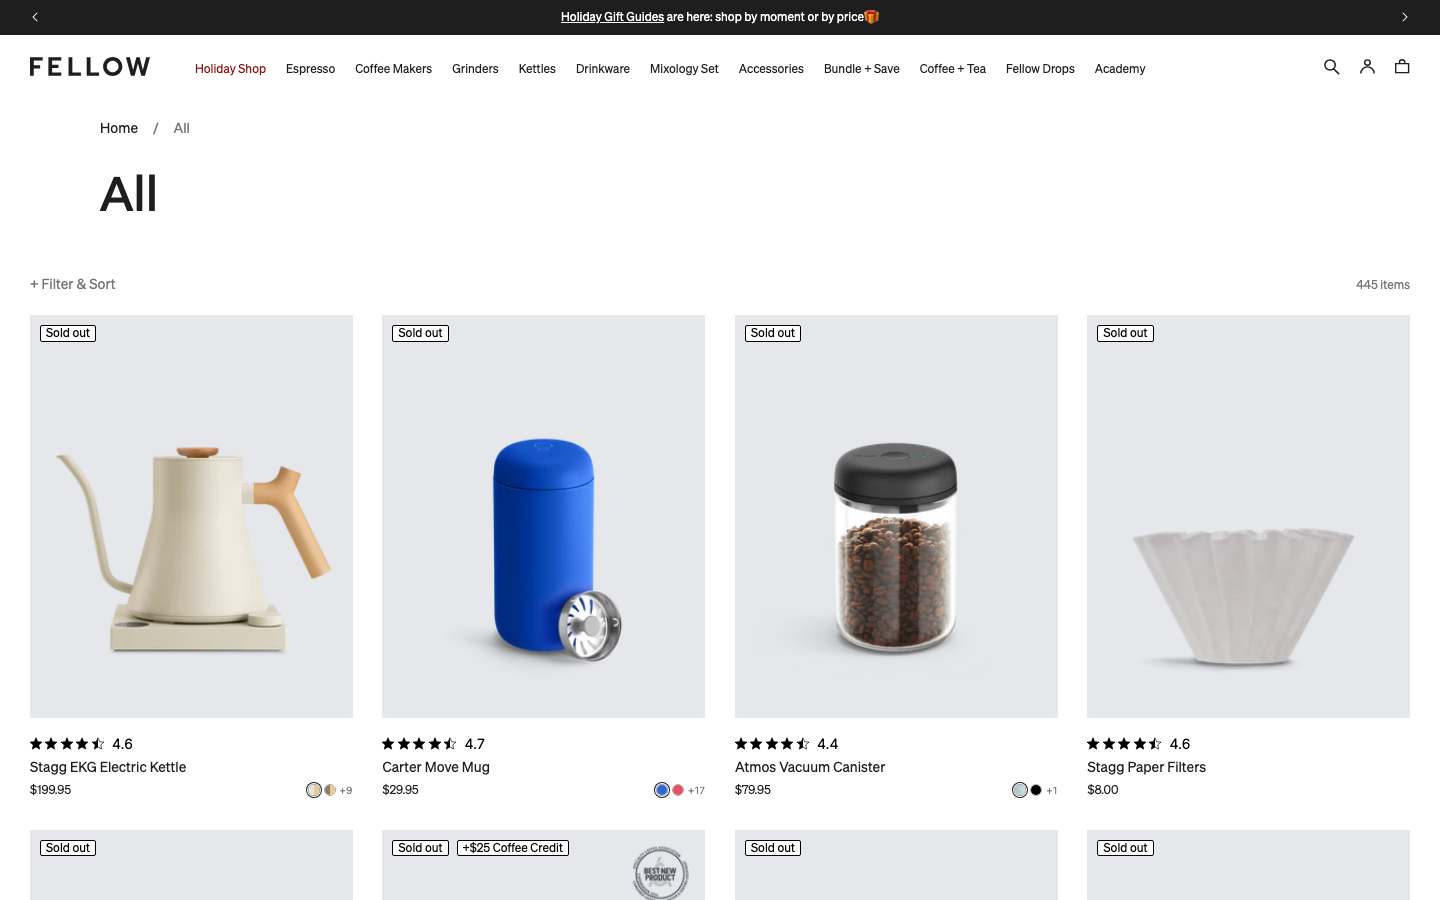 Holiday Gift Guides are here: shop by moment or by price🎁
FELLOW
Holiday Shop
Espresso
Coffee Makers
Grinders
Kettles
Drinkware
Mixology Set
Accessories
Bundle + Save
Coffee + Tea
Fellow Drops
Academy
Home / All
All
+ Filter & Sort
445 items
Sold out
Sold out
Sold out
Sold out
4.6
Stagg EKG Electric Kettle
$199.95
+9
4.7
Carter Move Mug
$29.95
+17
4.4
Atmos Vacuum Canister
$79.95
+1
4.6
Stagg Paper Filters
$8.00
Sold out
Sold out
+$25 Coffee Credit
BEST NEW
PRODUCT
Sold out
Sold out